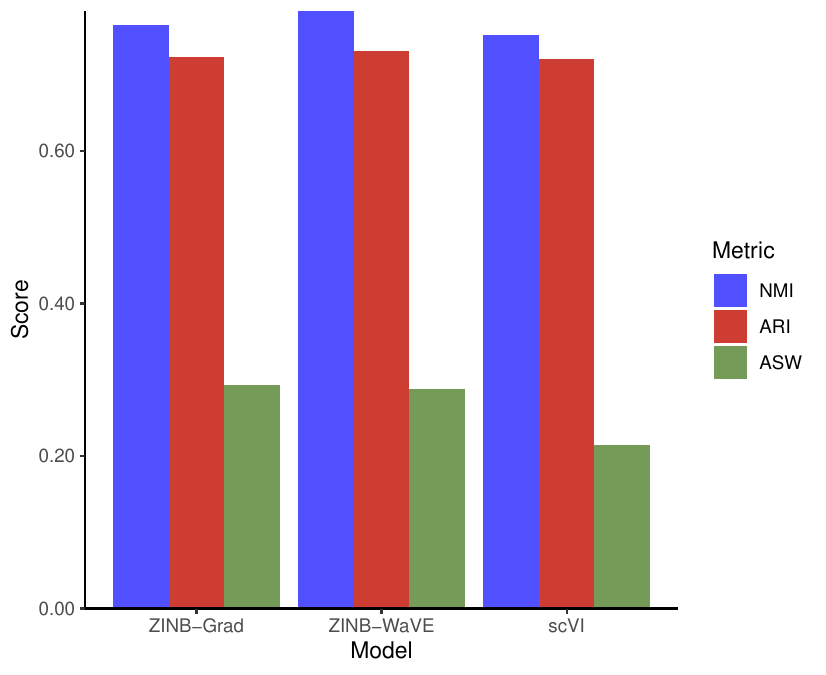 Score
0.60
0.40
0.20
0.00
ZINB−Grad
ZINB−WaVE
scVI
Model
Metric
NMI
ARI
ASW